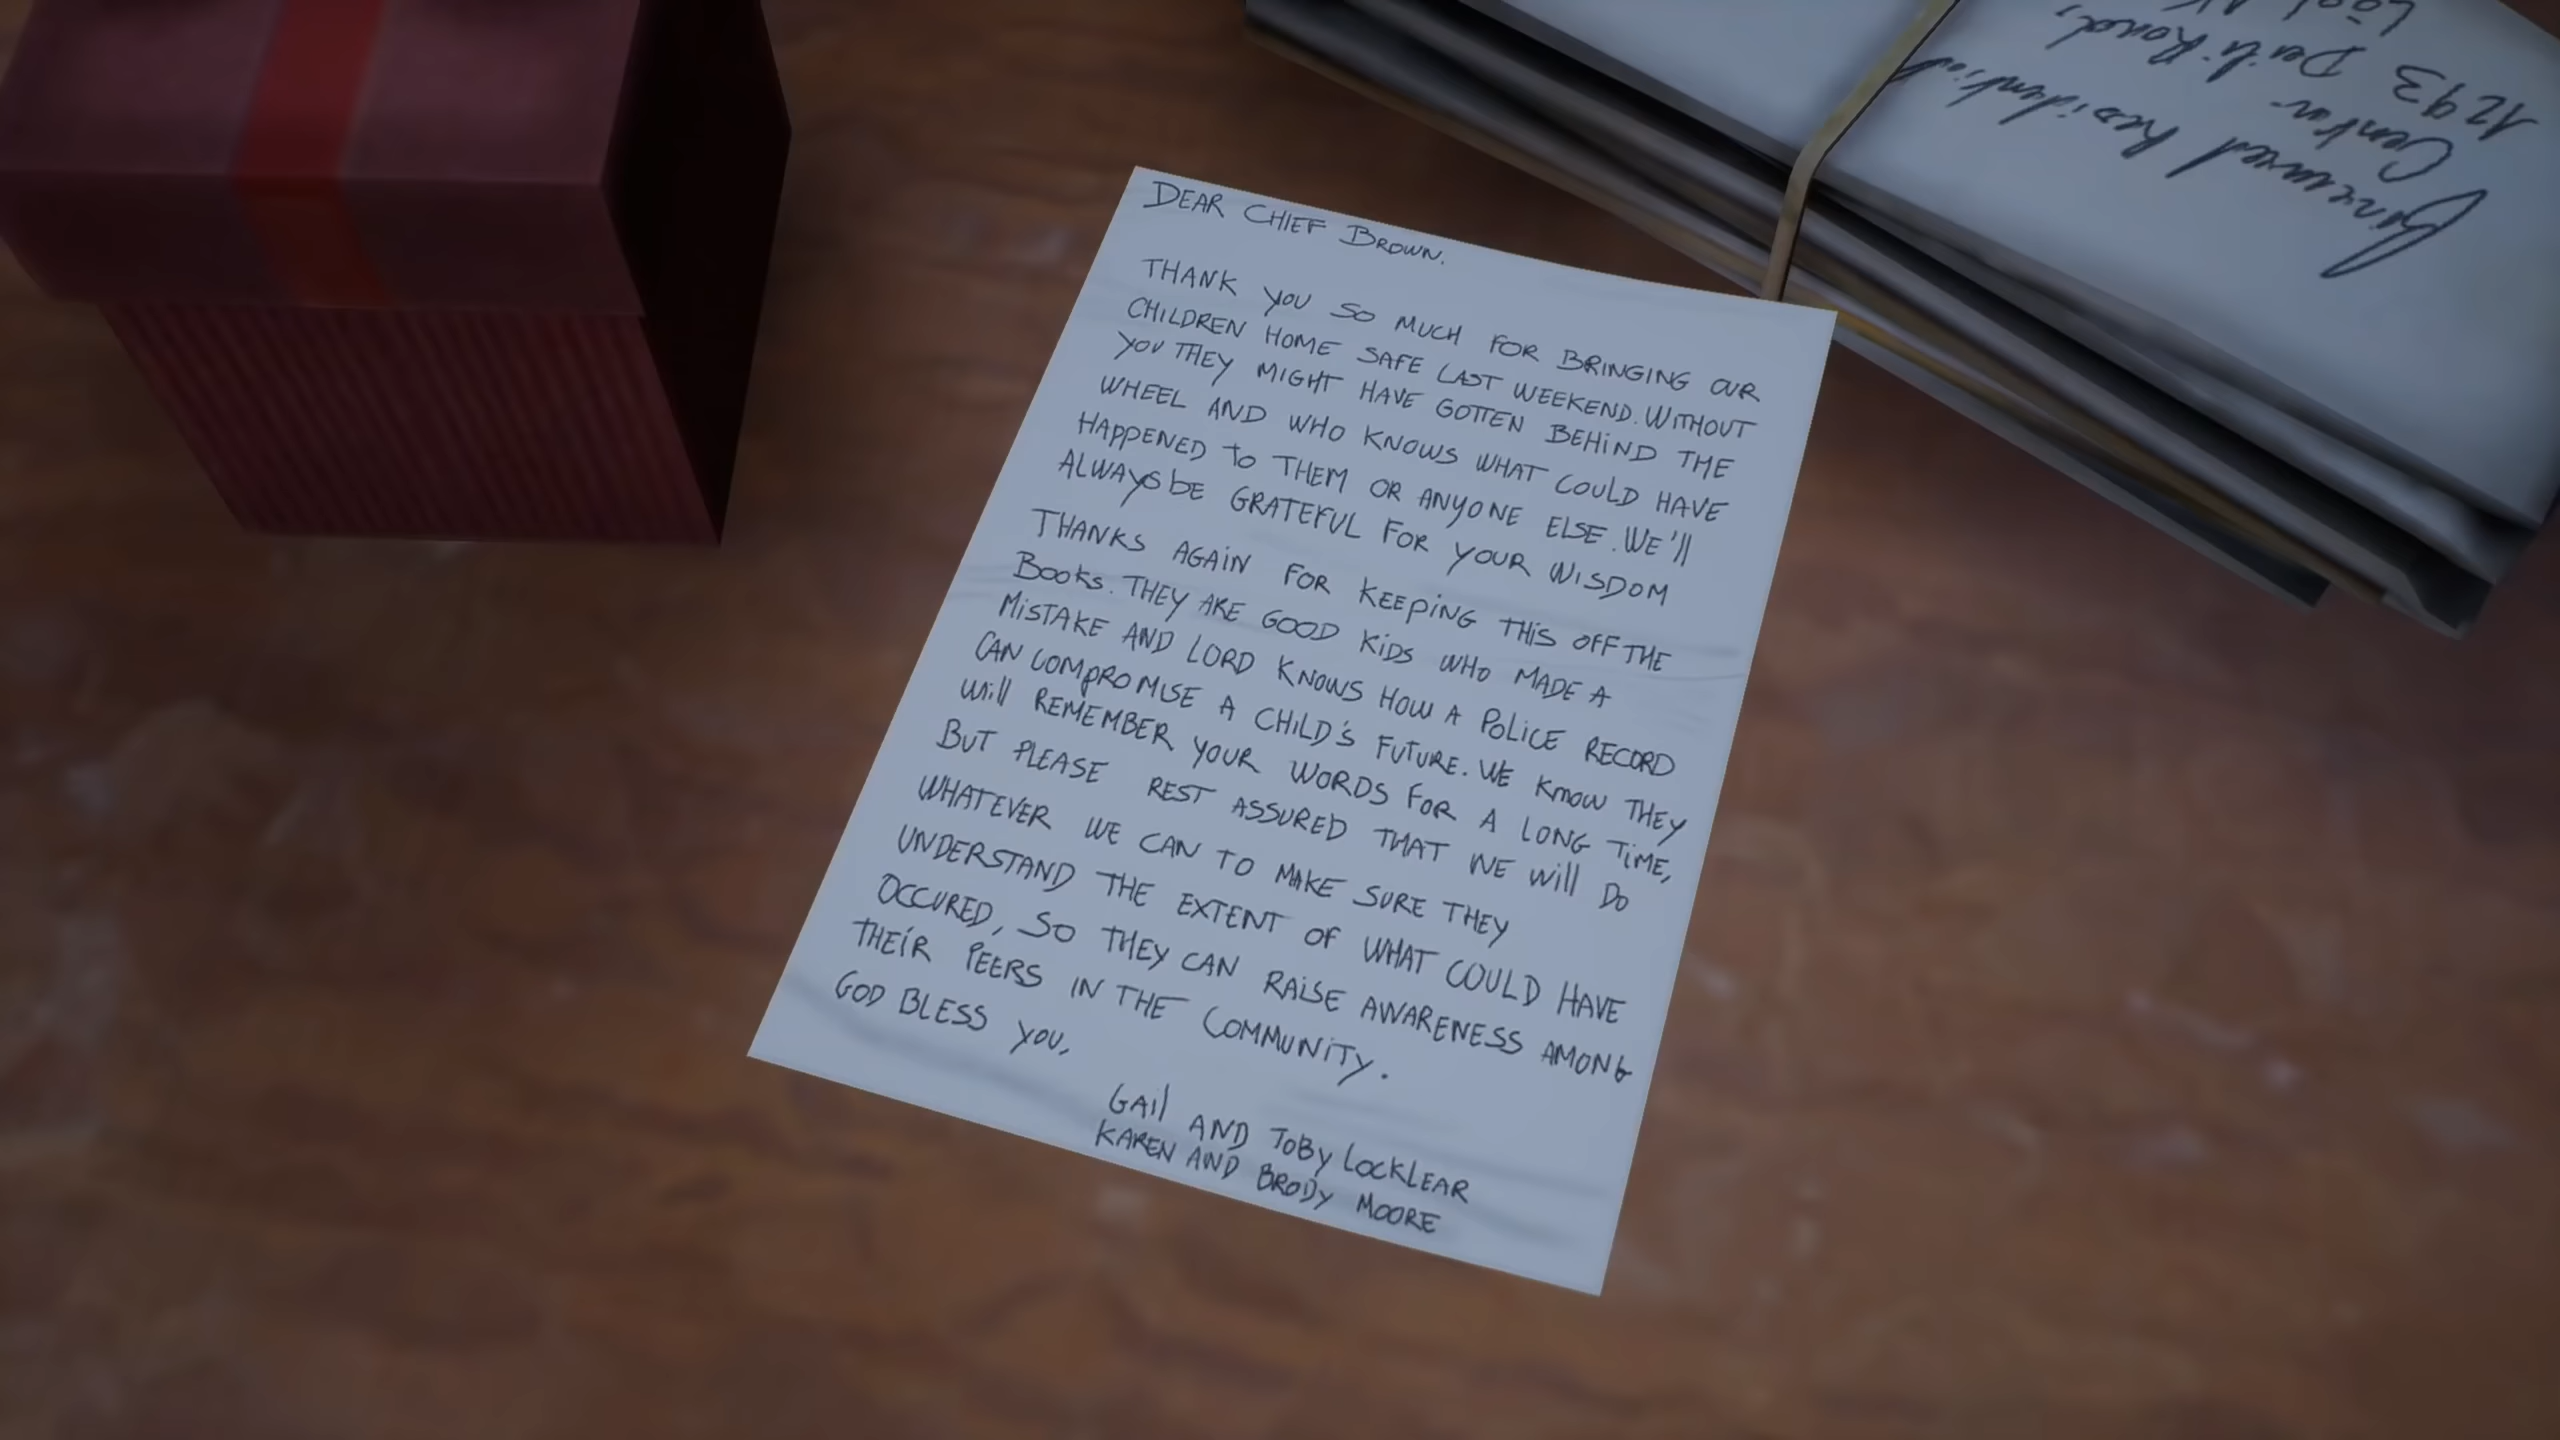 DEAR CHIEF BROWN.
THANK YOU SO MUCH FOR BRINGING OUR
CHILDREN HOME SAFE LAST WEEKEND. WITHOUT
YOU THEY MIGHT HAVE GOTTEN BEHIND THE
WHEEL AND WHO KNOWS WHAT COULD HAVE
HAPPENED TO THEM OR ANYONE ELSE. WE'll
ALWAYS bE GRATEFUL FOR YOUR WISDOM
THANKS AGAiN FOR KEEPiNG THiS OFF THE
BOOKS. THEY ARE GOOD KiDS WHO MADE A
MiSTAKE AND LORD KNOWS HOW A POLiCE RECORD
CAN COMPROMISE A CHiLD'S FUTURE. WE KNOW THEY
Will REMEMBER YOUR WORDS FOR A LONG TiME,
BUT PLEASE REST ASSURED THAT WE Will DO
WHATEVER WE CAN TO MAKE SURE THEY
UNDERSTAND THE EXTENT OF WHAT COULD HAVE
OCCURED, SO THEY CAN RAiSE AWARENESS AMONG
THEiR PEERS IN THE COMMUNiTY.
GOD BLESS YOU,
GAil AND TOBY LOCKLEAR
KAREN AND BRODY MOORE
Residential
Center
1293 Road,